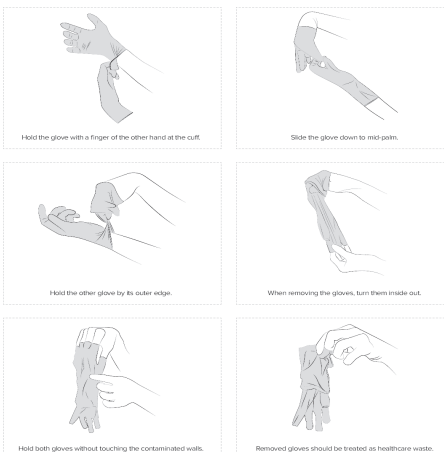 Hold the glove with a finger of the other hand at the cuff.
Slide the glove down to mid-palm.
Hold the other glove by its outer edge.
When removing the gloves, turn them inside out.
Hold both gloves without touching the contaminated walls.
Removed gloves should be treated as healthcare waste.